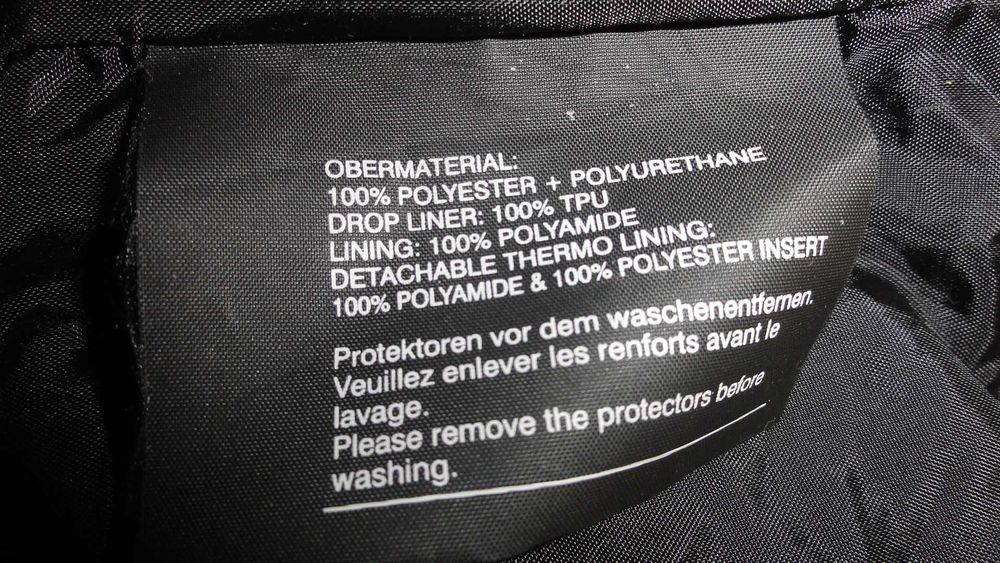 OBERMATERIAL:
100% POLYESTER + POLYURETHANE
DROP LINER: 100% TPU
LINING: 100% POLYAMIDE
DETACHABLE THERMO LINING:
100% POLYAMIDE & 100% POLYESTER INSERT
Protektoren vor dem waschenentfernen.
Veuillez enlever les renforts avant le
lavage.
Please remove the protectors before
washing.